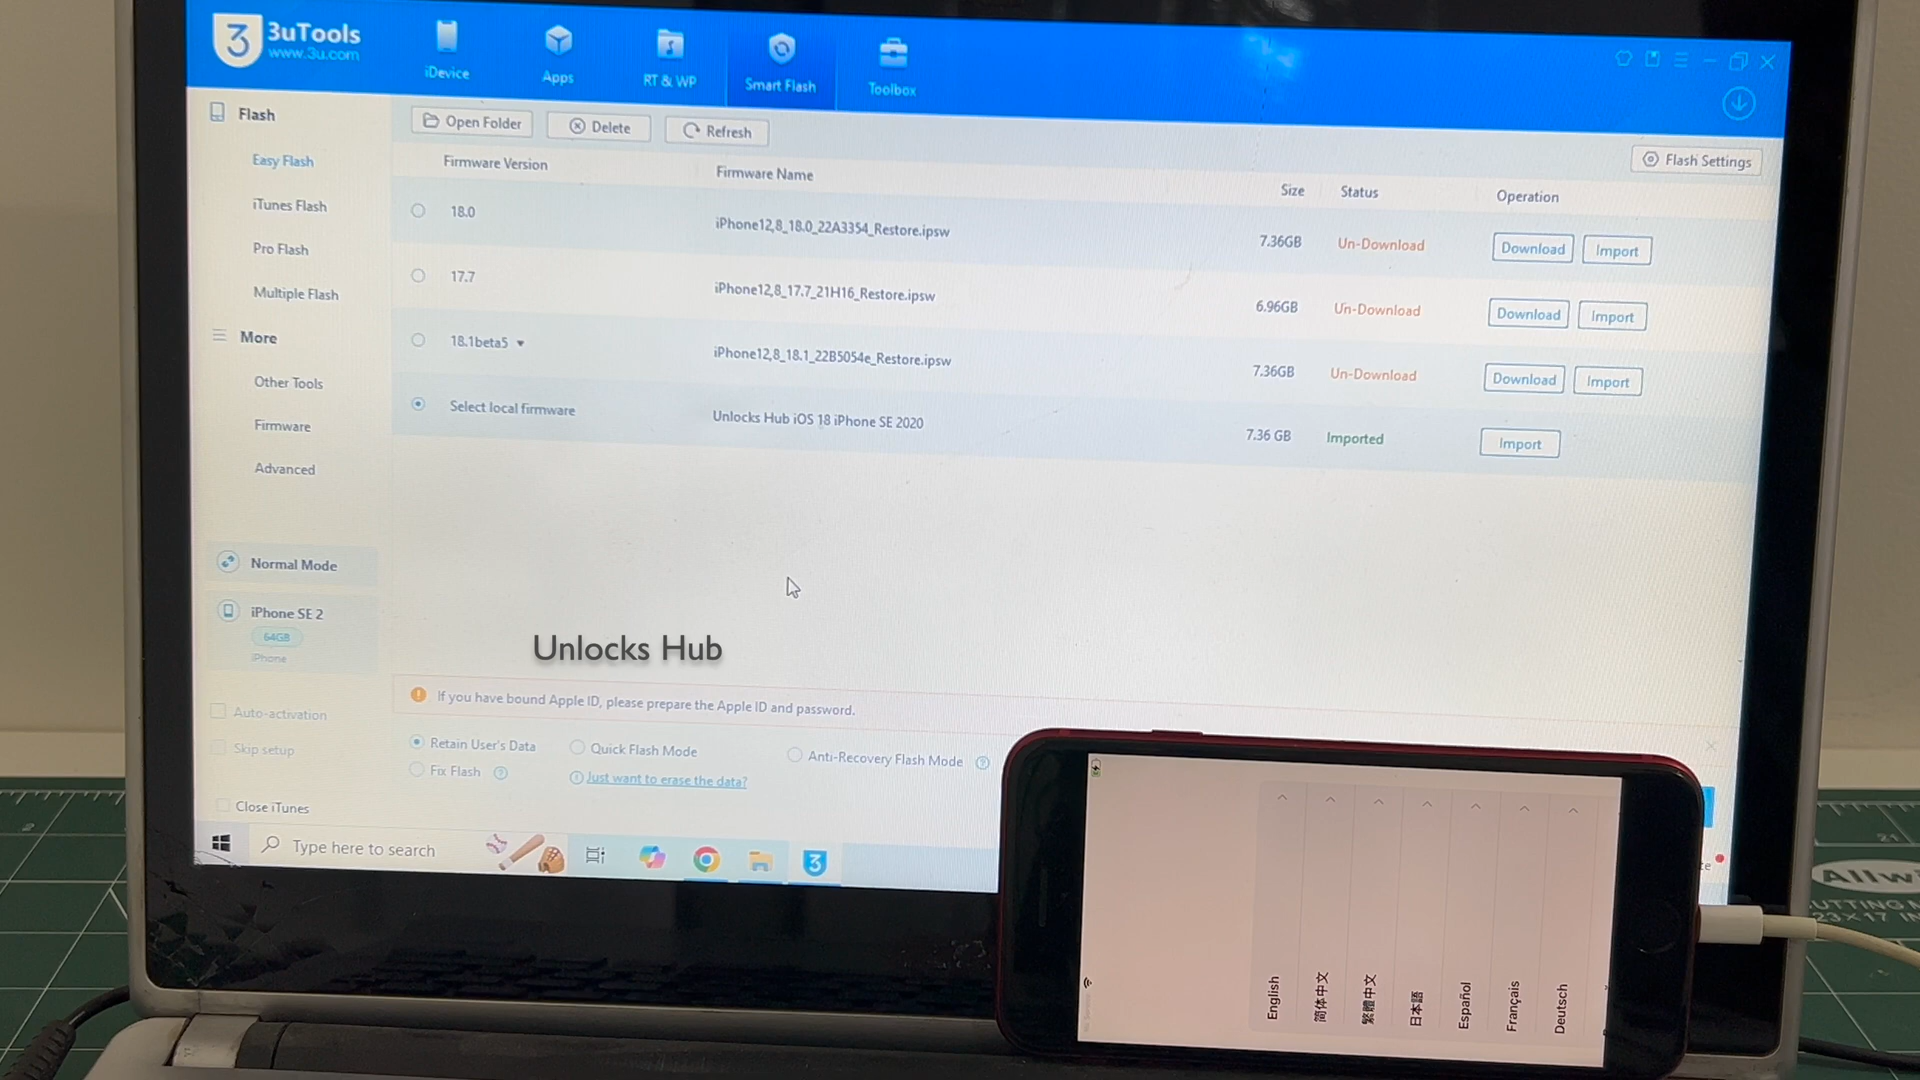 3uTools
www.3u.com
iDevice
Apps
RT & WP
Smart Flash
Toolbox
Flash
Easy Flash
iTunes Flash
Pro Flash
Multiple Flash
More
Other Tools
Firmware
Advanced
Normal Mode
iPhone SE 2
64GB
iPhone
Auto-activation
Skip setup
Close iTunes
Open Folder
Delete
Refresh
Flash Settings
Firmware Version Firmware Name Size Status Operation
18.0 iPhone12,8_18.0_22A3354_Restore.ipsw 7.36GB Un-Download Download Import
17.7 iPhone12,8_17.7_21H16_Restore.ipsw 6.96GB Un-Download Download Import
18.1beta5 iPhone12,8_18.1_22B5054e_Restore.ipsw 7.36GB Un-Download Download Import
Select local firmware Unlocks Hub iOS 18 iPhone SE 2020 7.36 GB Imported Import
Unlocks Hub
If you have bound Apple ID, please prepare the Apple ID and password.
Retain User's Data Quick Flash Mode Anti-Recovery Flash Mode
Fix Flash Just want to erase the data?
Type here to search
3
English
简体中文
繁體中文
日本語
Español
Français
Deutsch
21
23×17